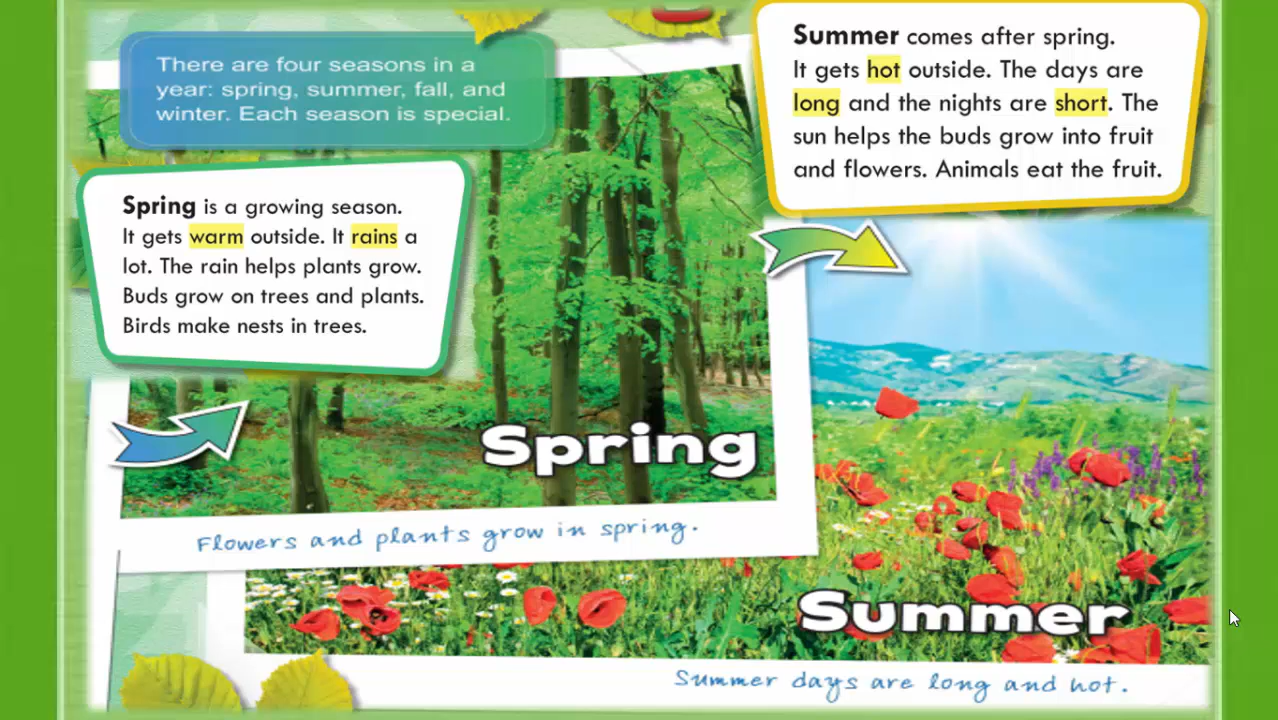 There are four seasons in a
year: spring, summer, fall, and
winter. Each season is special.
Spring is a growing season.
It gets warm outside. It rains a
lot. The rain helps plants grow.
Buds grow on trees and plants.
Birds make nests in trees.
Spring
Flowers and plants grow in spring.
Summer comes after spring.
It gets hot outside. The days are
long and the nights are short. The
sun helps the buds grow into fruit
and flowers. Animals eat the fruit.
Summer
Summer days are long and hot.